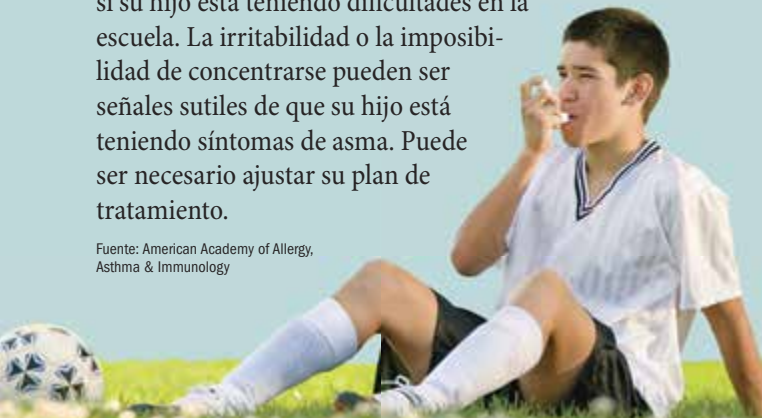 si su hijo está teniendo dificultades en la
escuela. La irritabilidad o la imposibi-
lidad de concentrarse pueden ser
señales sutiles de que su hijo está
teniendo síntomas de asma. Puede
ser necesario ajustar su plan de
tratamiento.
Fuente: American Academy of Allergy,
Asthma & Immunology